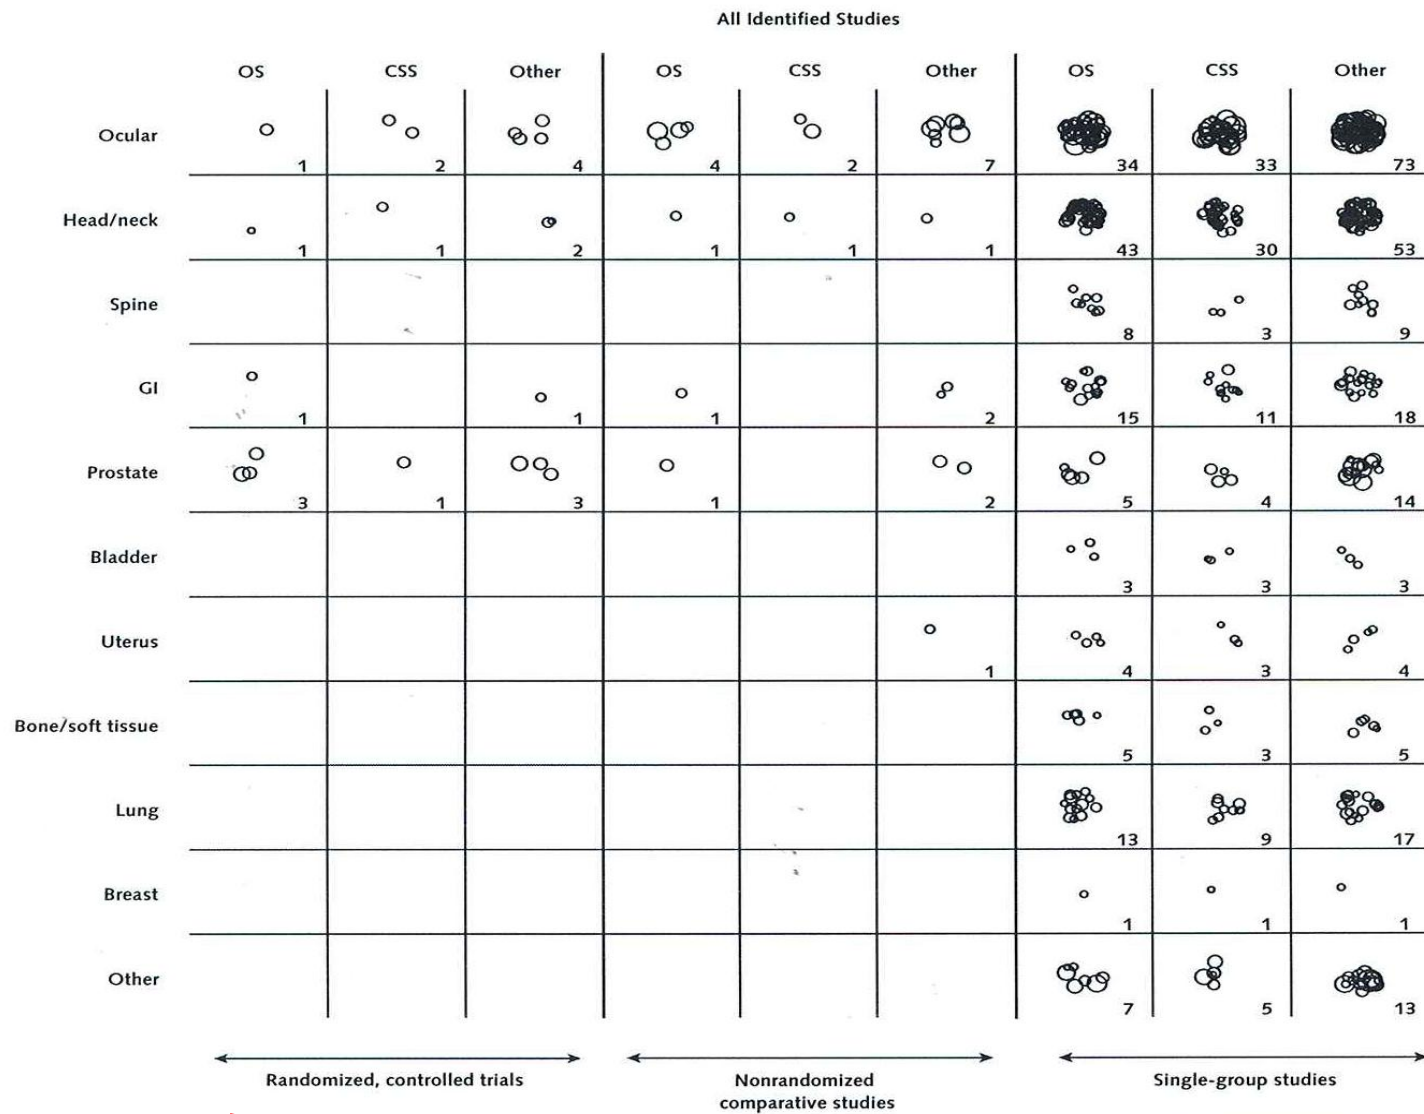 All Identified Studies
OS CSS Other OS CSS Other OS CSS Other
Ocular 1 2 4 4 2 7 34 33 73
Head/neck 1 1 2 1 1 1 43 30 53
Spine 8 3 9
GI 1 1 1 2 15 11 18
Prostate 3 1 3 1 2 5 4 14
Bladder 3 3 3
Uterus 1 4 3 4
Bone/soft tissue 5 3 5
Lung 13 9 17
Breast 1 1 1
Other 7 5 13
Randomized, controlled trials Nonrandomized Single-group studies
comparative studies